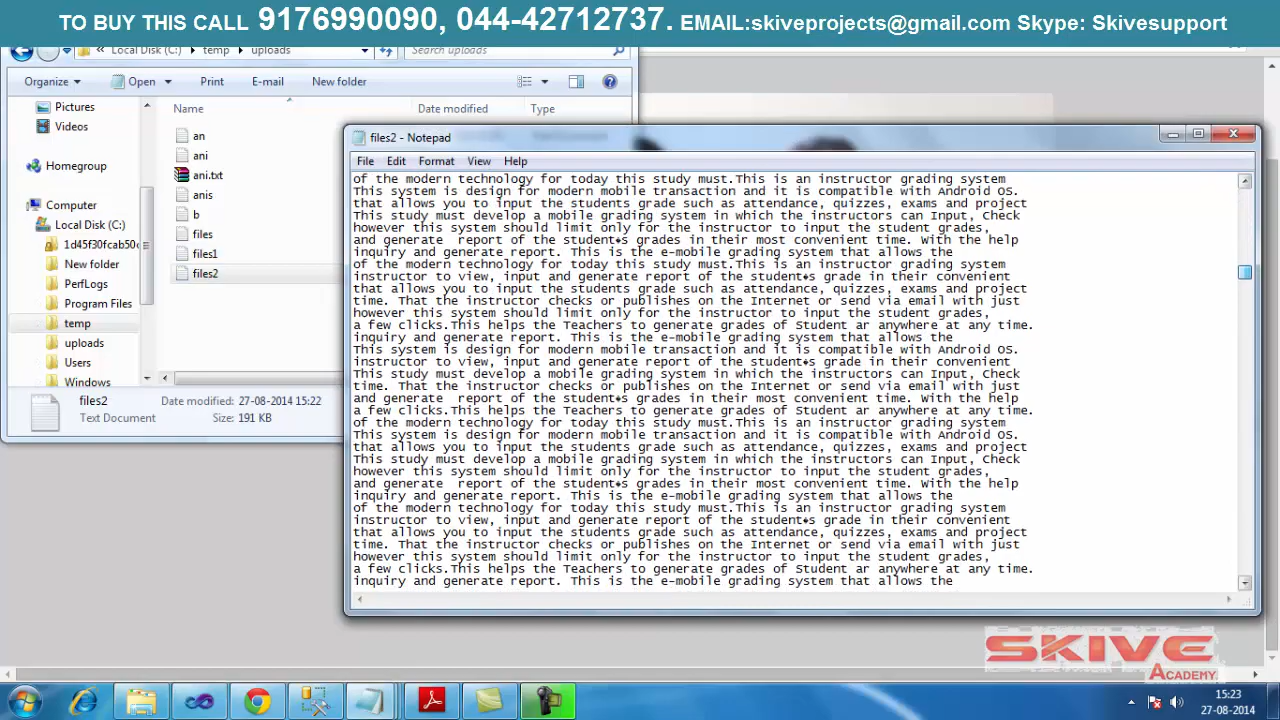 TO BUY THIS CALL 9176990090, 044-42712737. EMAIL:skiveprojects@gmail.com Skype: Skivesupport
« Local Disk (C:) temp uploads Search uploads
Organize Open Print E-mail New folder
Pictures
Videos
Homegroup
Computer
Local Disk (C:)
1d45f30fcab50
New folder
PerfLogs
Program Files
temp
uploads
Users
Windows
Name Date modified Type
an
ani
ani.txt
anis
b
files
files1
files2
files2 Date modified: 27-08-2014 15:22
Text Document Size: 191 KB
files2 - Notepad
File Edit Format View Help
of the modern technology for today this study must.This is an instructor grading system
This system is design for modern mobile transaction and it is compatible with Android OS.
that allows you to input the students grade such as attendance, quizzes, exams and project
This study must develop a mobile grading system in which the instructors can Input, Check
however this system should limit only for the instructor to input the student grades,
and generate  report of the student♦s grades in their most convenient time. With the help
inquiry and generate report. This is the e-mobile grading system that allows the
of the modern technology for today this study must.This is an instructor grading system
instructor to view, input and generate report of the student♦s grade in their convenient
that allows you to input the students grade such as attendance, quizzes, exams and project
time. That the instructor checks or publishes on the Internet or send via email with just
however this system should limit only for the instructor to input the student grades,
a few clicks.This helps the Teachers to generate grades of Student ar anywhere at any time.
inquiry and generate report. This is the e-mobile grading system that allows the
This system is design for modern mobile transaction and it is compatible with Android OS.
instructor to view, input and generate report of the student♦s grade in their convenient
This study must develop a mobile grading system in which the instructors can Input, Check
time. That the instructor checks or publishes on the Internet or send via email with just
and generate  report of the student♦s grades in their most convenient time. With the help
a few clicks.This helps the Teachers to generate grades of Student ar anywhere at any time.
of the modern technology for today this study must.This is an instructor grading system
This system is design for modern mobile transaction and it is compatible with Android OS.
that allows you to input the students grade such as attendance, quizzes, exams and project
This study must develop a mobile grading system in which the instructors can Input, Check
however this system should limit only for the instructor to input the student grades,
and generate  report of the student♦s grades in their most convenient time. With the help
inquiry and generate report. This is the e-mobile grading system that allows the
of the modern technology for today this study must.This is an instructor grading system
instructor to view, input and generate report of the student♦s grade in their convenient
that allows you to input the students grade such as attendance, quizzes, exams and project
time. That the instructor checks or publishes on the Internet or send via email with just
however this system should limit only for the instructor to input the student grades,
a few clicks.This helps the Teachers to generate grades of Student ar anywhere at any time.
inquiry and generate report. This is the e-mobile grading system that allows the
SKIVE
ACADEMY
15:23
27-08-2014